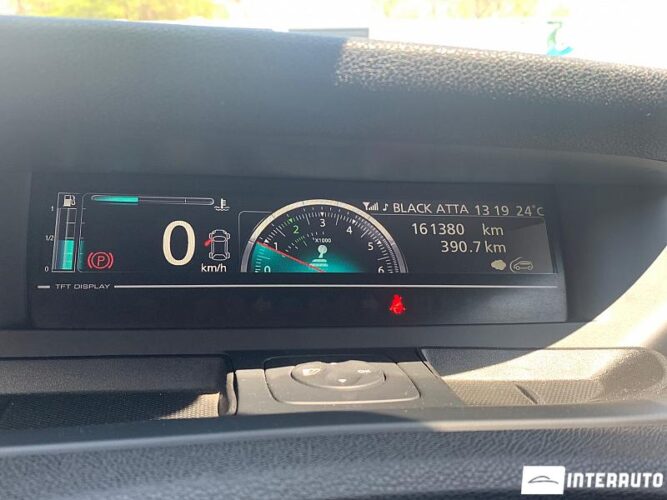 BLACK ATTA 13 19 24°C
161380 km
390.7 km
1
1/2
0
P
0
km/h
X1000
0 1 2 3 4 5 6
TFT DISPLAY
INTERAUTO